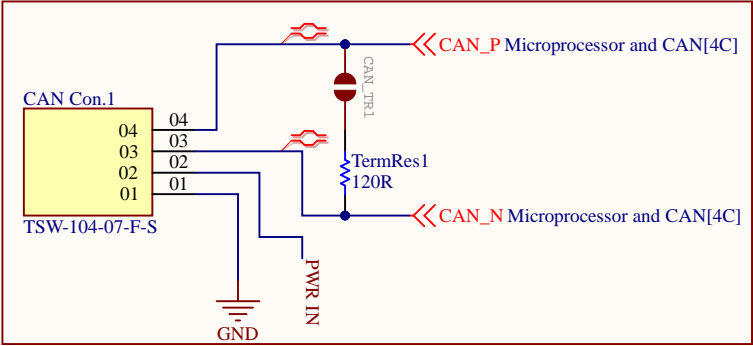 CAN_P Microprocessor and CAN[4C]
CAN_TR1
CAN Con.1
04 04
03 03
02 02
01 01
TermRes1
120R
CAN_N Microprocessor and CAN[4C]
TSW-104-07-F-S
PWR IN
GND